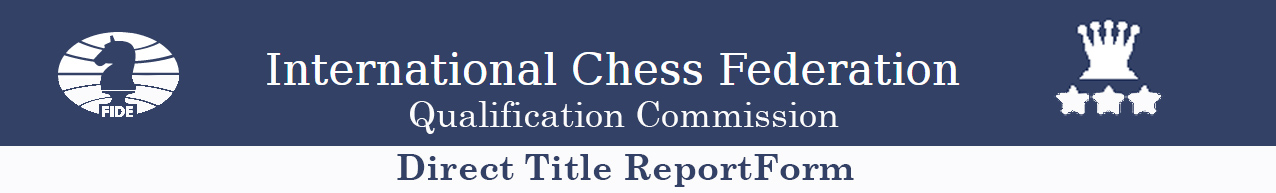 International Chess Federation
Qualification Commission
FIDE
Direct Title ReportForm